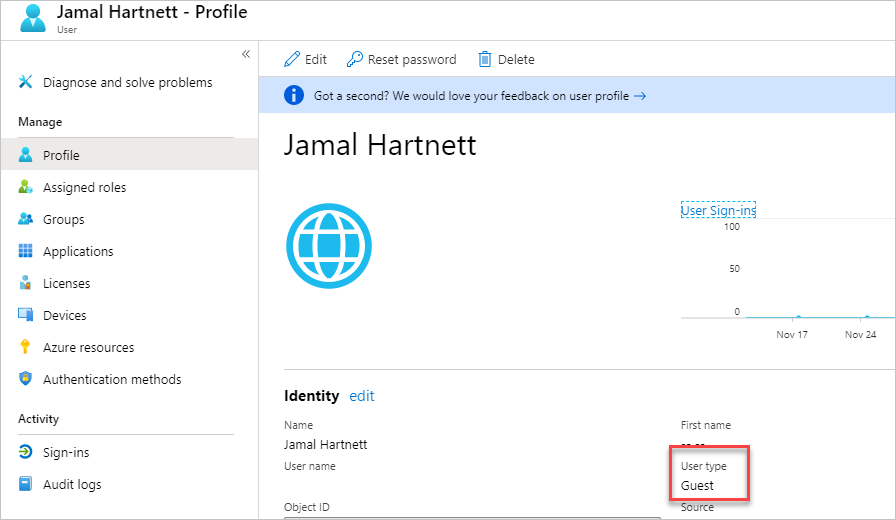 Jamal Hartnett - Profile
User
«
Diagnose and solve problems
Manage
Profile
Assigned roles
Groups
Applications
Licenses
Devices
Azure resources
Authentication methods
Activity
Sign-ins
Audit logs
Edit Reset password Delete
i Got a second? We would love your feedback on user profile →
Jamal Hartnett
User Sign-ins
100
50
0
Nov 17 Nov 24
Identity edit
Name First name
Jamal Hartnett
User name User type
Guest
Object ID Source